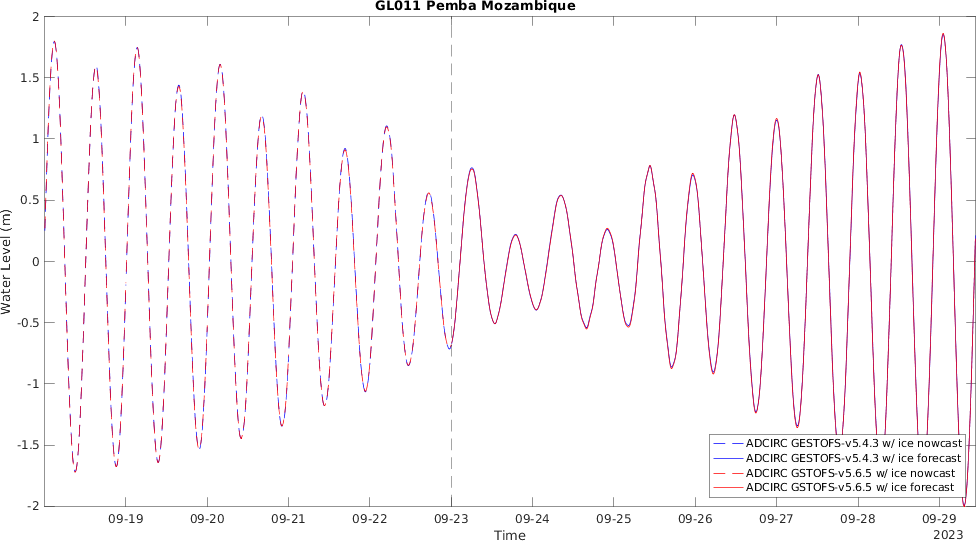 GL011 Pemba Mozambique
Water Level (m)
2
1.5
1
0.5
0
-0.5
-1
-1.5
-2
ADCIRC GESTOFS-v5.4.3 w/ ice nowcast
ADCIRC GESTOFS-v5.4.3 w/ ice forecast
ADCIRC GSTOFS-v5.6.5 w/ ice nowcast
ADCIRC GSTOFS-v5.6.5 w/ ice forecast
09-19 09-20 09-21 09-22 09-23 09-24 09-25 09-26 09-27 09-28 09-29
2023
Time